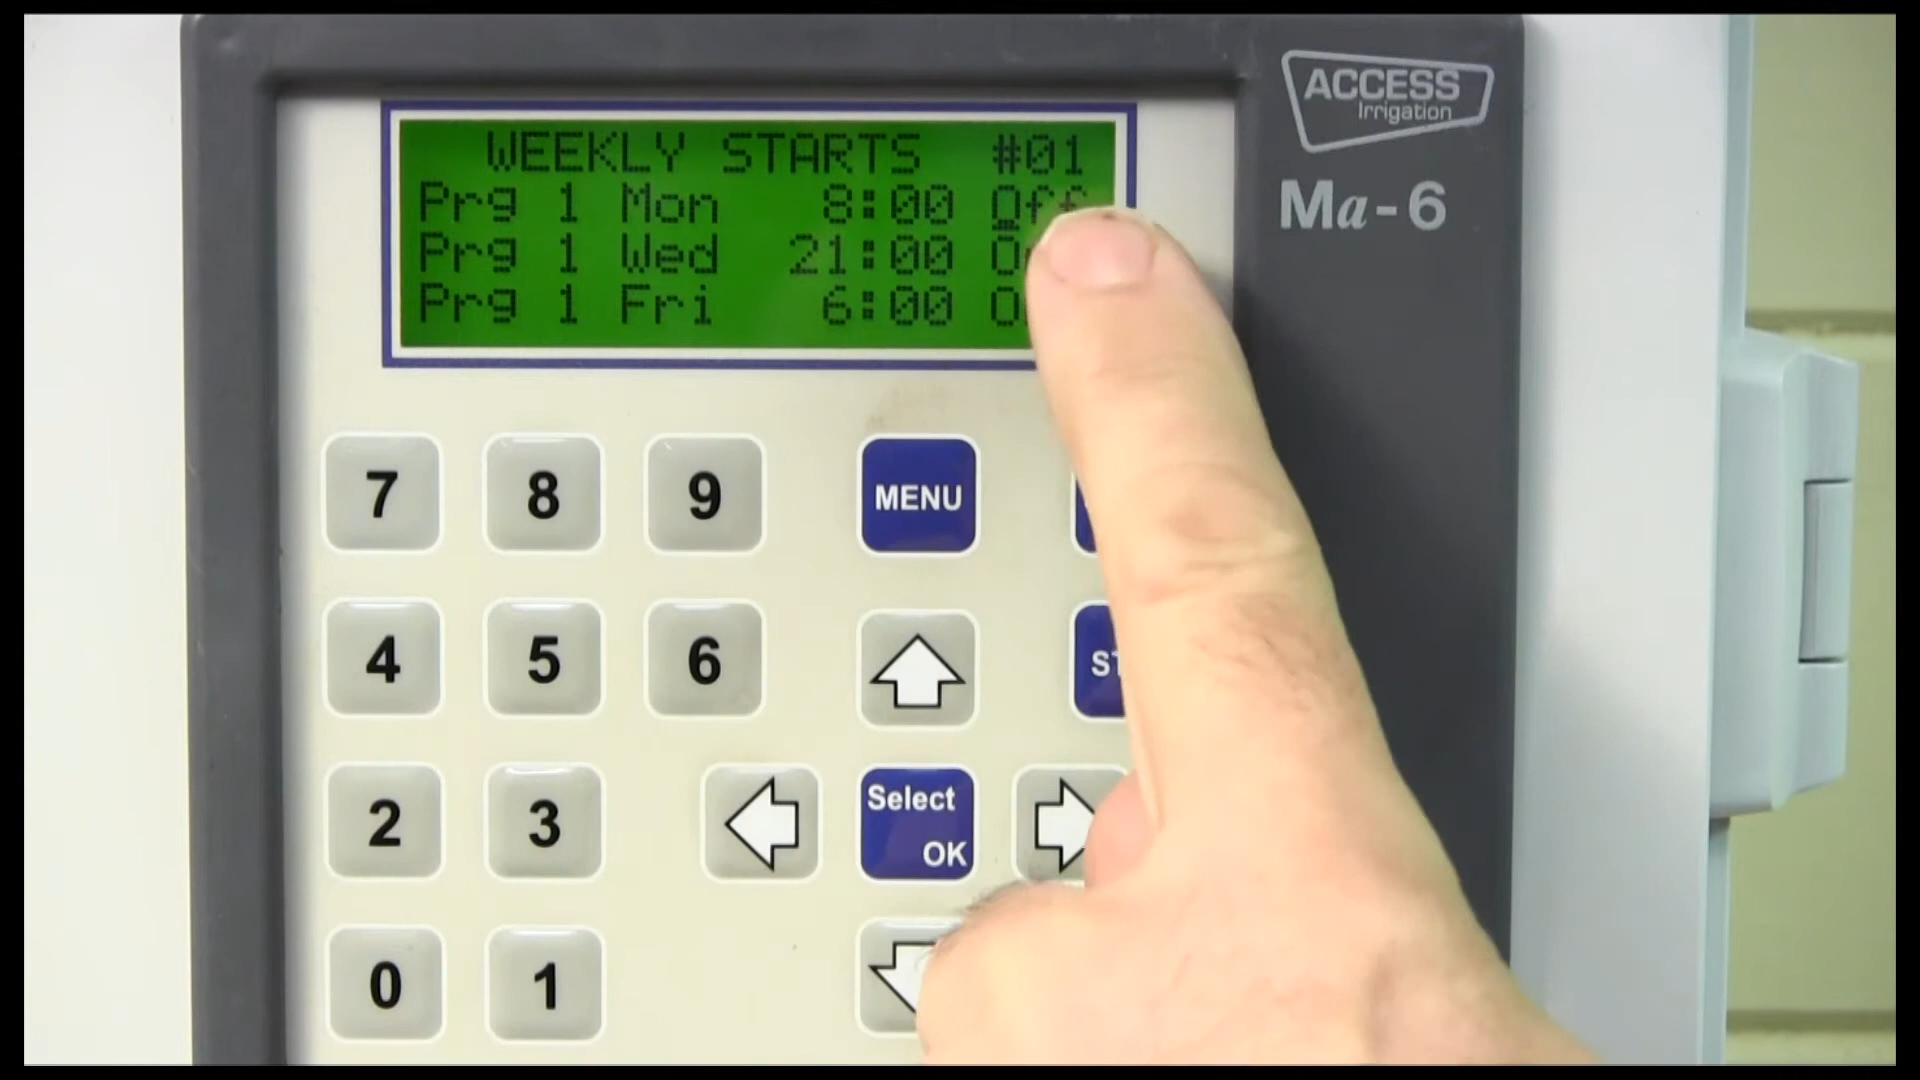 WEEKLY STARTS #01
Prg 1 Mon 8:00 Off
Prg 1 Wed 21:00
Prg 1 Fri 6:00
ACCESS
Irrigation
Ma-6
7 8 9 MENU
4 5 6
2 3 Select
OK
0 1